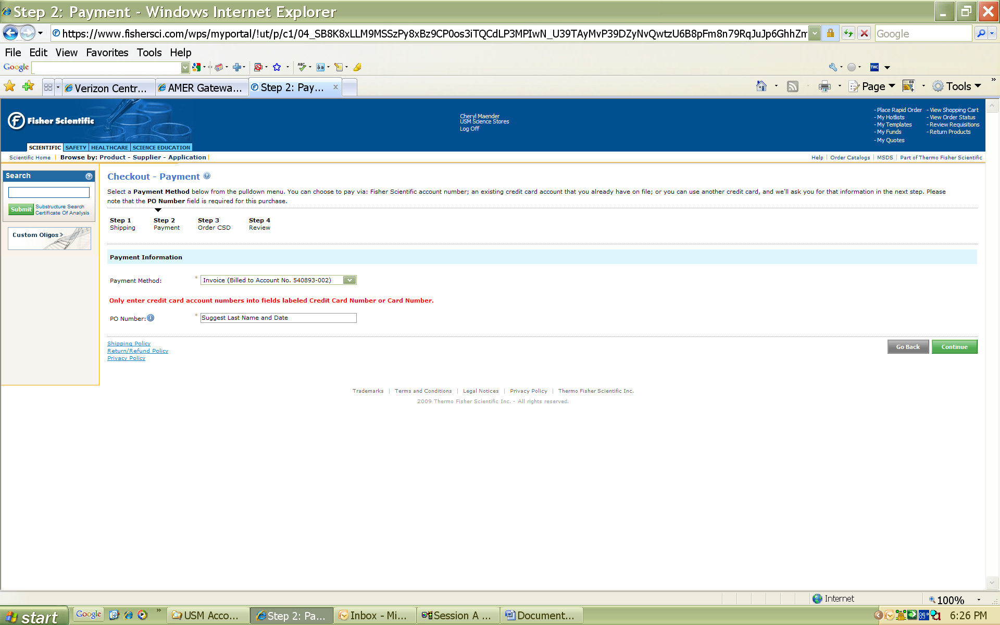 Step 2: Payment - Windows Internet Explorer
https://www.fishersci.com/wps/myportal/!ut/p/c1/04_SB8K8xLLM9MSSzPy8xBz9CP0os3iTQCdLP3MPIwN_U39TAyMvP39DZyNvQwtzU6B8pFm8n79RqJuJp6GhhZm
Google
File Edit View Favorites Tools Help
Google
TWC
Verizon Centr...
AMER Gatewa...
Step 2: Pay...
Page
Tools
Fisher Scientific
Cheryl Maender
USM Science Stores
Log Off
- Place Rapid Order - View Shopping Cart
- My Hotlists - View Order Status
- My Templates - Review Requisitions
- My Funds - Return Products
- My Quotes
SCIENTIFIC SAFETY HEALTHCARE SCIENCE EDUCATION
Scientific Home | Browse by: Product - Supplier - Application |
Help | Order Catalogs | MSDS | Part of Thermo Fisher Scientific
Search
Submit
Substructure Search
Certificate Of Analysis
Custom Oligos »
Checkout - Payment
Select a Payment Method below from the pulldown menu. You can choose to pay via: Fisher Scientific account number; an existing credit card account that you already have on file; or you can use another credit card, and we'll ask you for that information in the next step. Please
note that the PO Number field is required for this purchase.
Step 1 Step 2 Step 3 Step 4
Shipping Payment Order CSD Review
Payment Information
Payment Method: * Invoice (Billed to Account No. 540893-002)
Only enter credit card account numbers into fields labeled Credit Card Number or Card Number.
PO Number: * Suggest Last Name and Date
Shipping Policy
Return/Refund Policy
Privacy Policy
Go Back
Continue
Trademarks | Terms and Conditions | Legal Notices | Privacy Policy | Thermo Fisher Scientific Inc.
2009 Thermo Fisher Scientific Inc. - All rights reserved.
Internet
100%
start
Google
USM Acco...
Step 2: Pa...
Inbox - Mi...
Session A ...
Document...
89°
6:26 PM